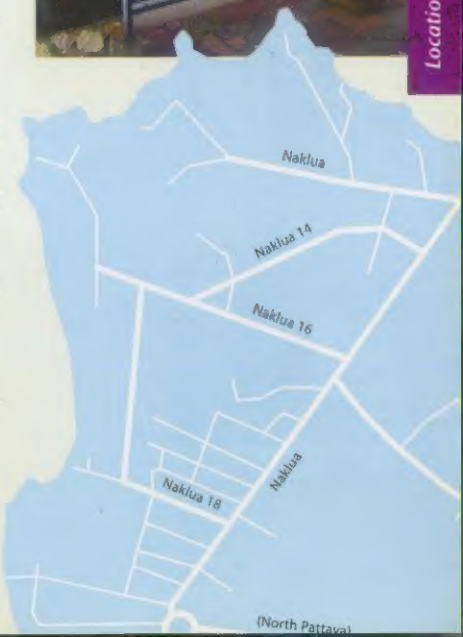 Locatio
Naklua
Naklua 14
Naklua 16
Naklua
Naklua 18
(North Pattaya)